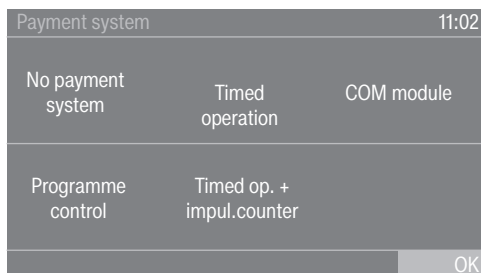 Payment system 11:02
No payment
system
Timed
operation
COM module
Programme
control
Timed op. +
impul.counter
OK